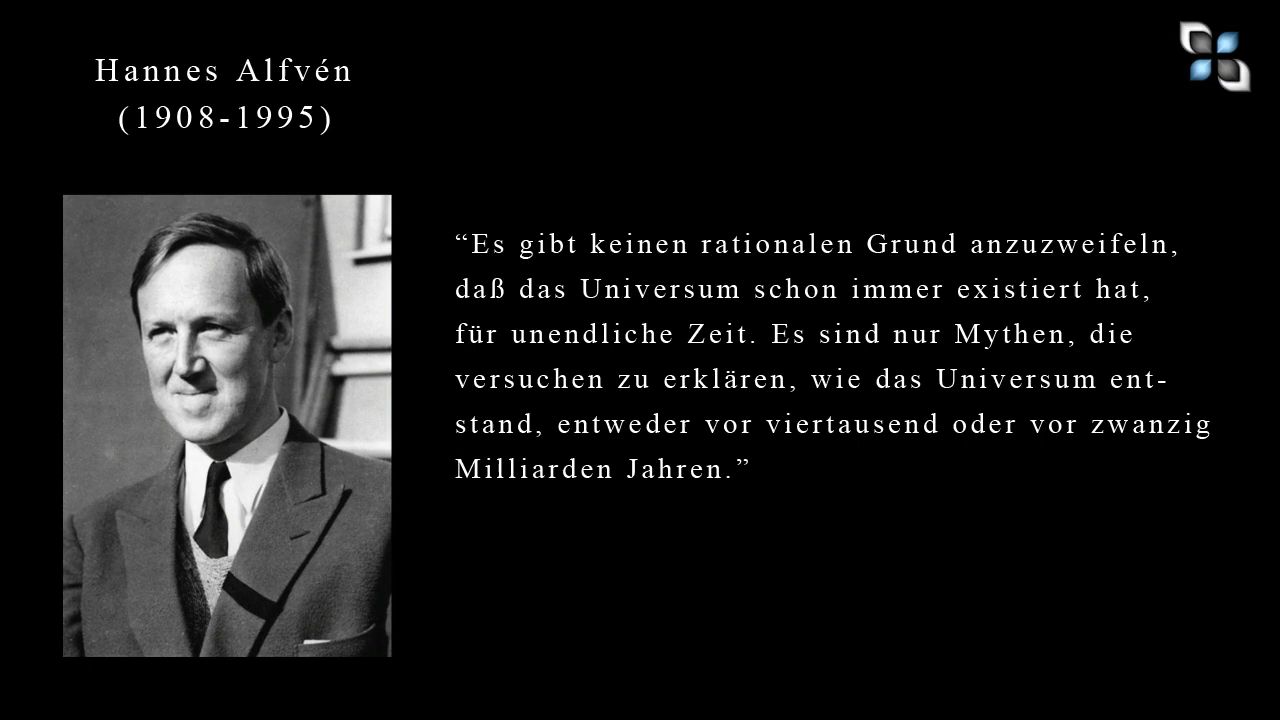 Hannes Alfvén
(1908-1995)
“Es gibt keinen rationalen Grund anzuzweifeln,
daß das Universum schon immer existiert hat,
für unendliche Zeit. Es sind nur Mythen, die
versuchen zu erklären, wie das Universum ent-
stand, entweder vor viertausend oder vor zwanzig
Milliarden Jahren.”